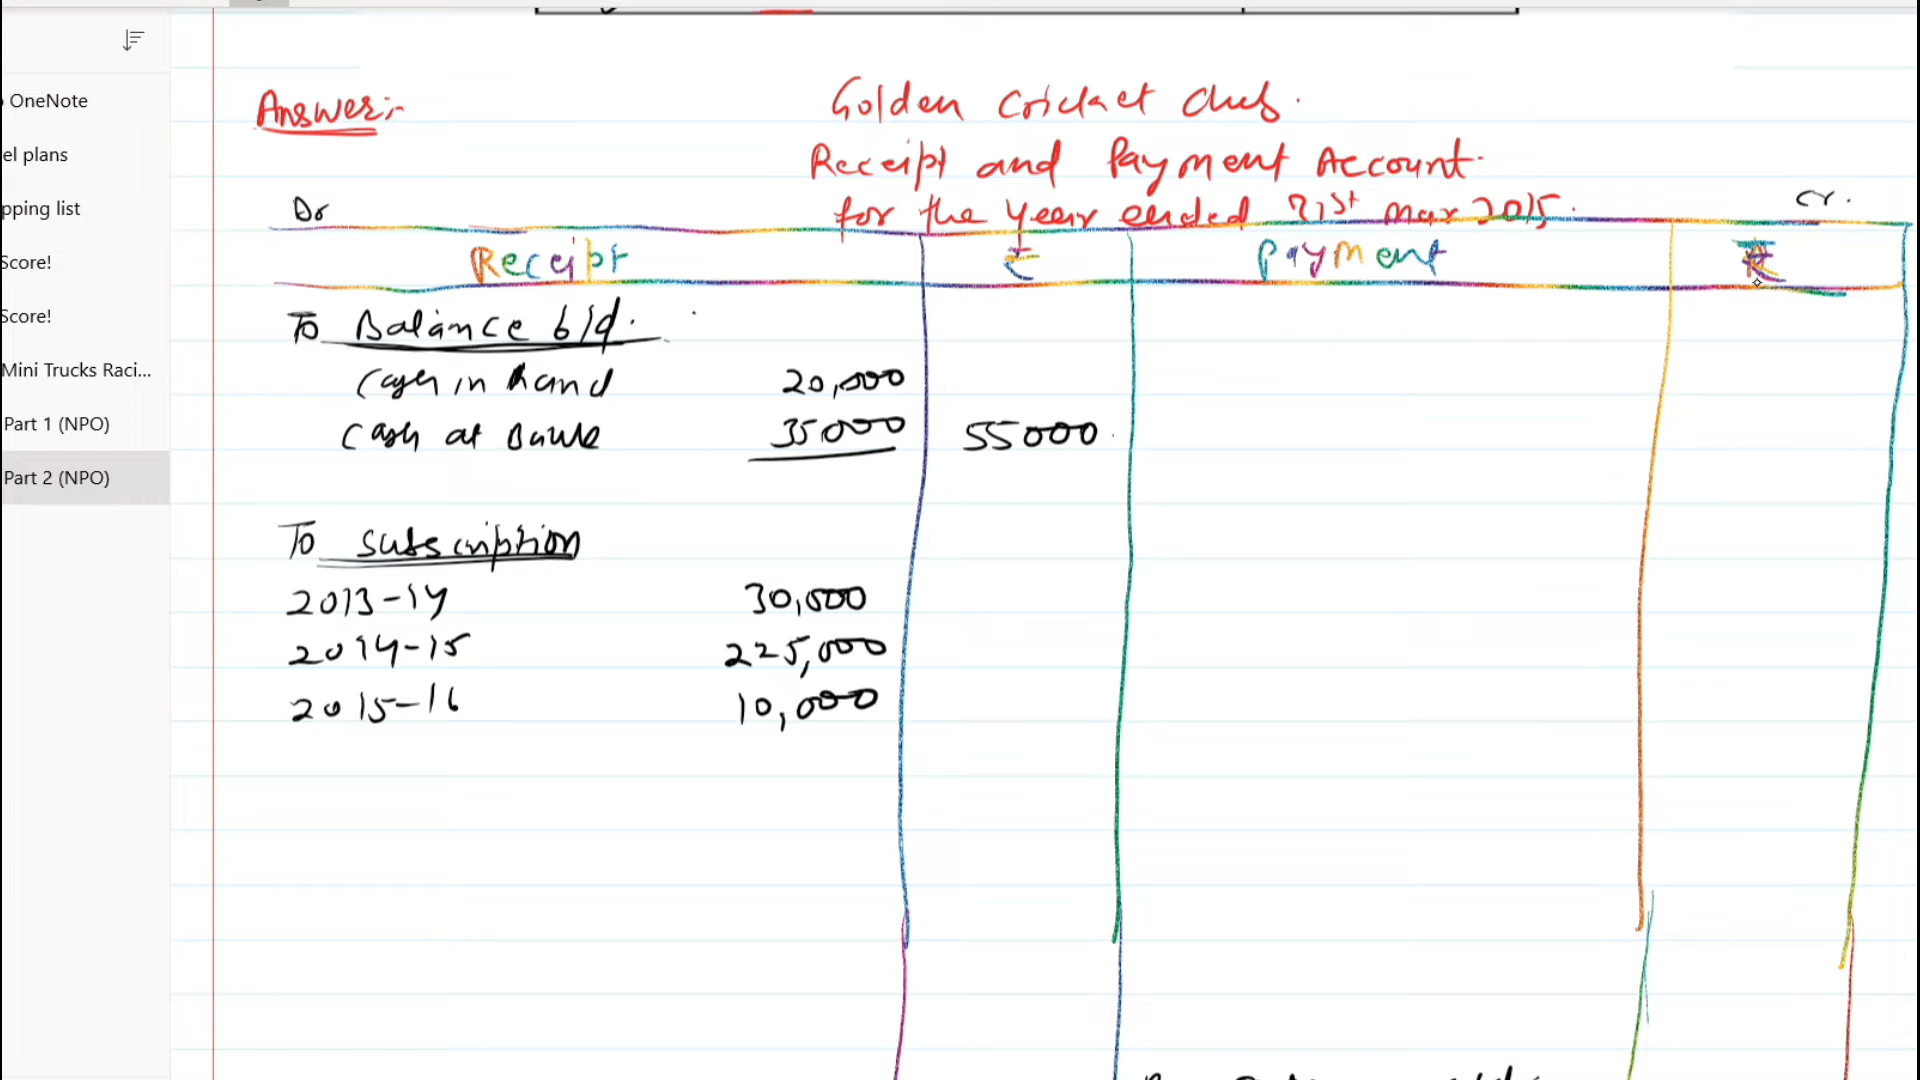 OneNote
el plans
pping list
Score!
Score!
Mini Trucks Raci...
Part 1 (NPO)
Part 2 (NPO)
Answer:-
Golden Cricket Club.
Receipt and Payment Account.
for the year ended 31st Mar 2015.
Dr
Cr.
Receipt ₹ Payment ₹
To Balance b/d.
Cash in hand 20,000
Cash at Bank 35000 55000
To Subscription
2013-14 30,000
2014-15 225,000
2015-16 10,000